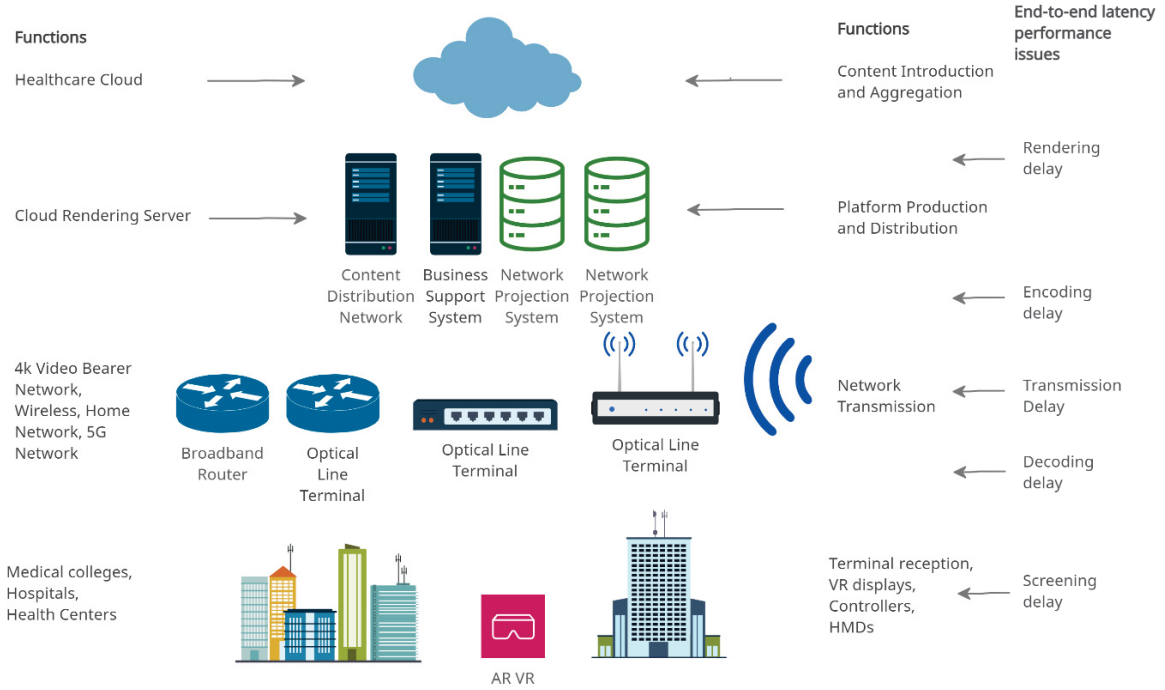 Functions
Functions
End-to-end latency
performance
issues
Healthcare Cloud
Content Introduction
and Aggregation
Rendering
delay
Cloud Rendering Server
Platform Production
and Distribution
Content
Distribution
Network
Business
Support
System
Network
Projection
System
Network
Projection
System
Encoding
delay
4k Video Bearer
Network,
Wireless, Home
Network, 5G
Network
Broadband
Router
Optical
Line
Terminal
Optical Line
Terminal
Optical Line
Terminal
Network
Transmission
Transmission
Delay
Decoding
delay
Medical colleges,
Hospitals,
Health Centers
AR VR
Terminal reception,
VR displays,
Controllers,
HMDs
Screening
delay